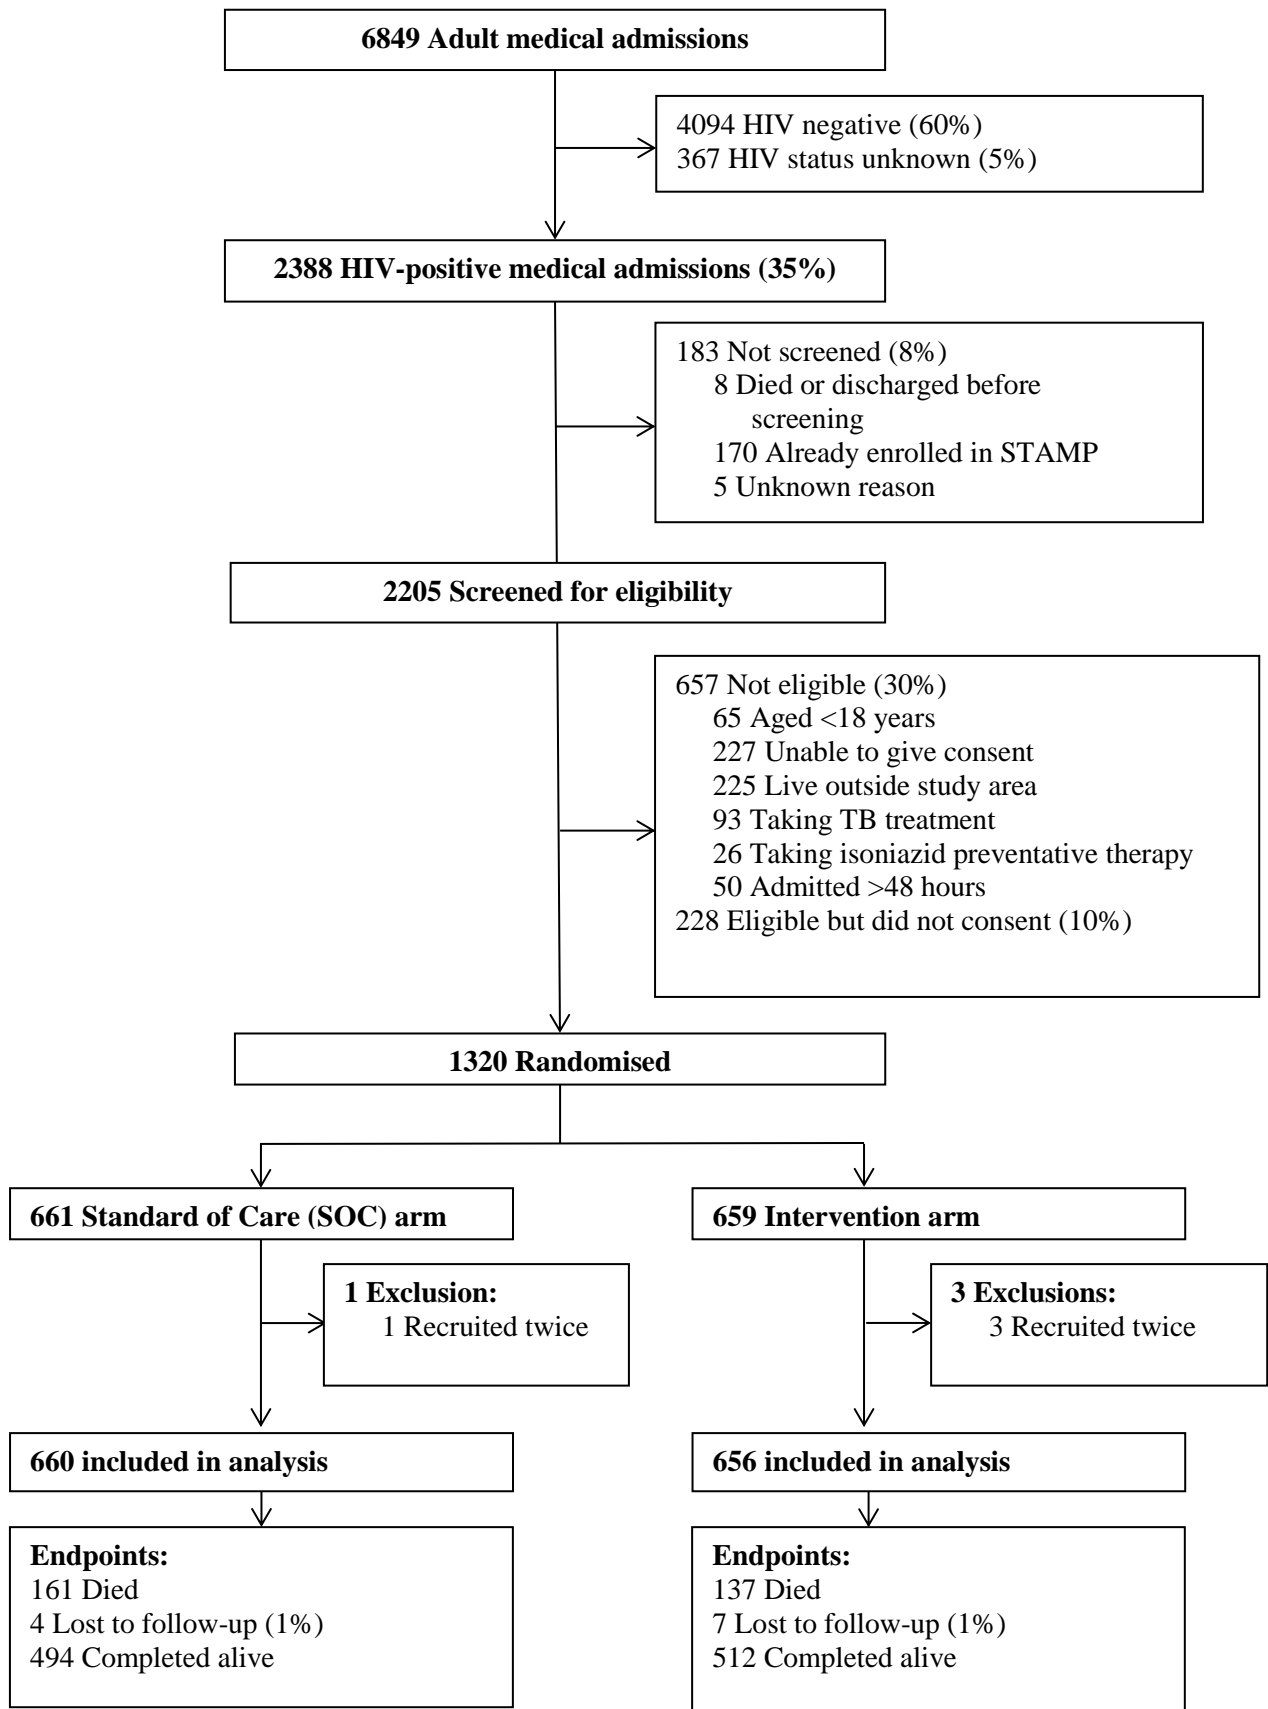 6849 Adult medical admissions
4094 HIV negative (60%)
367 HIV status unknown (5%)
2388 HIV-positive medical admissions (35%)
183 Not screened (8%)
8 Died or discharged before
screening
170 Already enrolled in STAMP
5 Unknown reason
2205 Screened for eligibility
657 Not eligible (30%)
65 Aged <18 years
227 Unable to give consent
225 Live outside study area
93 Taking TB treatment
26 Taking isoniazid preventative therapy
50 Admitted >48 hours
228 Eligible but did not consent (10%)
1320 Randomised
661 Standard of Care (SOC) arm
659 Intervention arm
1 Exclusion:
1 Recruited twice
3 Exclusions:
3 Recruited twice
660 included in analysis
656 included in analysis
Endpoints:
161 Died
4 Lost to follow-up (1%)
494 Completed alive
Endpoints:
137 Died
7 Lost to follow-up (1%)
512 Completed alive